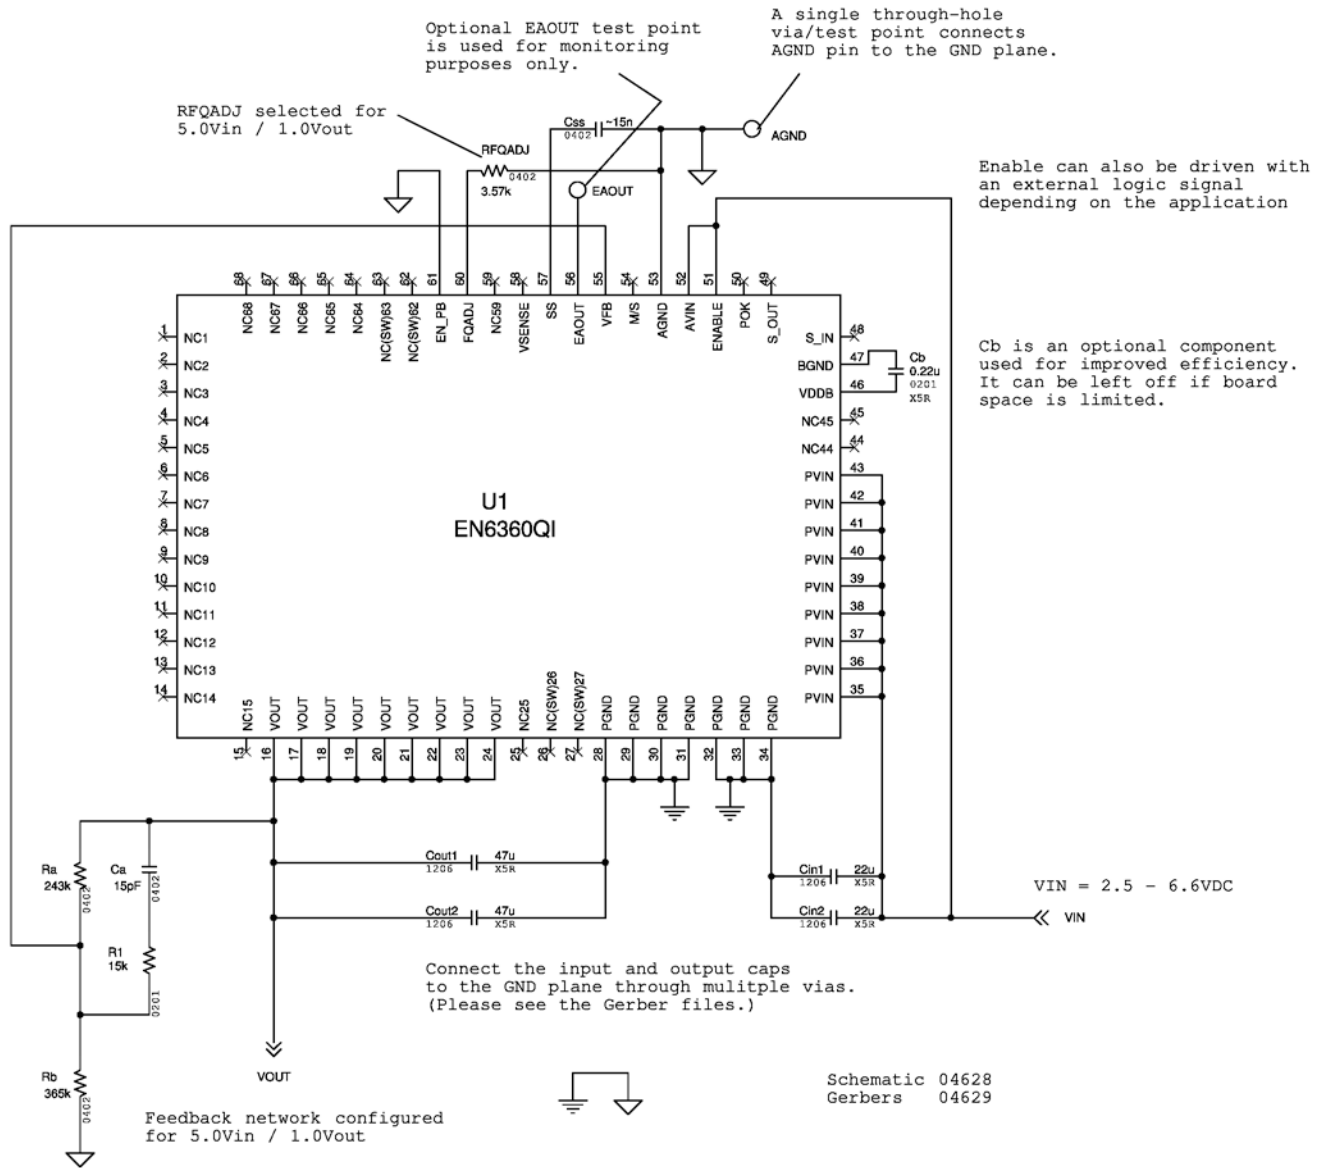 Optional EAOUT test point
is used for monitoring
purposes only.
A single through-hole
via/test point connects
AGND pin to the GND plane.
RFQADJ selected for
5.0Vin / 1.0Vout
Css ~15n
0402
AGND
RFQADJ
0402
3.57k
EAOUT
Enable can also be driven with
an external logic signal
depending on the application
68 67 66 65 64 63 62 61 60 59 58 57 56 55 54 53 52 51 50 49
NC68 NC67 NC66 NC65 NC64 NC(SW)63 NC(SW)62 EN_PB FQADJ NC59 VSENSE SS EAOUT VFB M/S AGND AVIN ENABLE POK S_OUT
1 NC1
2 NC2
3 NC3
4 NC4
5 NC5
6 NC6
7 NC7
8 NC8
9 NC9
10 NC10
11 NC11
12 NC12
13 NC13
14 NC14
U1
EN6360QI
S_IN 48
BGND 47
VDDB 46
NC45 45
NC44 44
PVIN 43
PVIN 42
PVIN 41
PVIN 40
PVIN 39
PVIN 38
PVIN 37
PVIN 36
PVIN 35
Cb
0.22u
0201
X5R
Cb is an optional component
used for improved efficiency.
It can be left off if board
space is limited.
NC15 VOUT VOUT VOUT VOUT VOUT VOUT VOUT VOUT VOUT NC25 NC(SW)26 NC(SW)27 PGND PGND PGND PGND PGND PGND PGND
15 16 17 18 19 20 21 22 23 24 25 26 27 28 29 30 31 32 33 34
Ra
243k
0402
Ca
15pF
0402
R1
15k
0201
Rb
365k
0402
Cout1 47u
1206 X5R
Cout2 47u
1206 X5R
Cin1 22u
1206 X5R
Cin2 22u
1206 X5R
VIN = 2.5 - 6.6VDC
VIN
Connect the input and output caps
to the GND plane through mulitple vias.
(Please see the Gerber files.)
VOUT
Feedback network configured
for 5.0Vin / 1.0Vout
Schematic 04628
Gerbers 04629